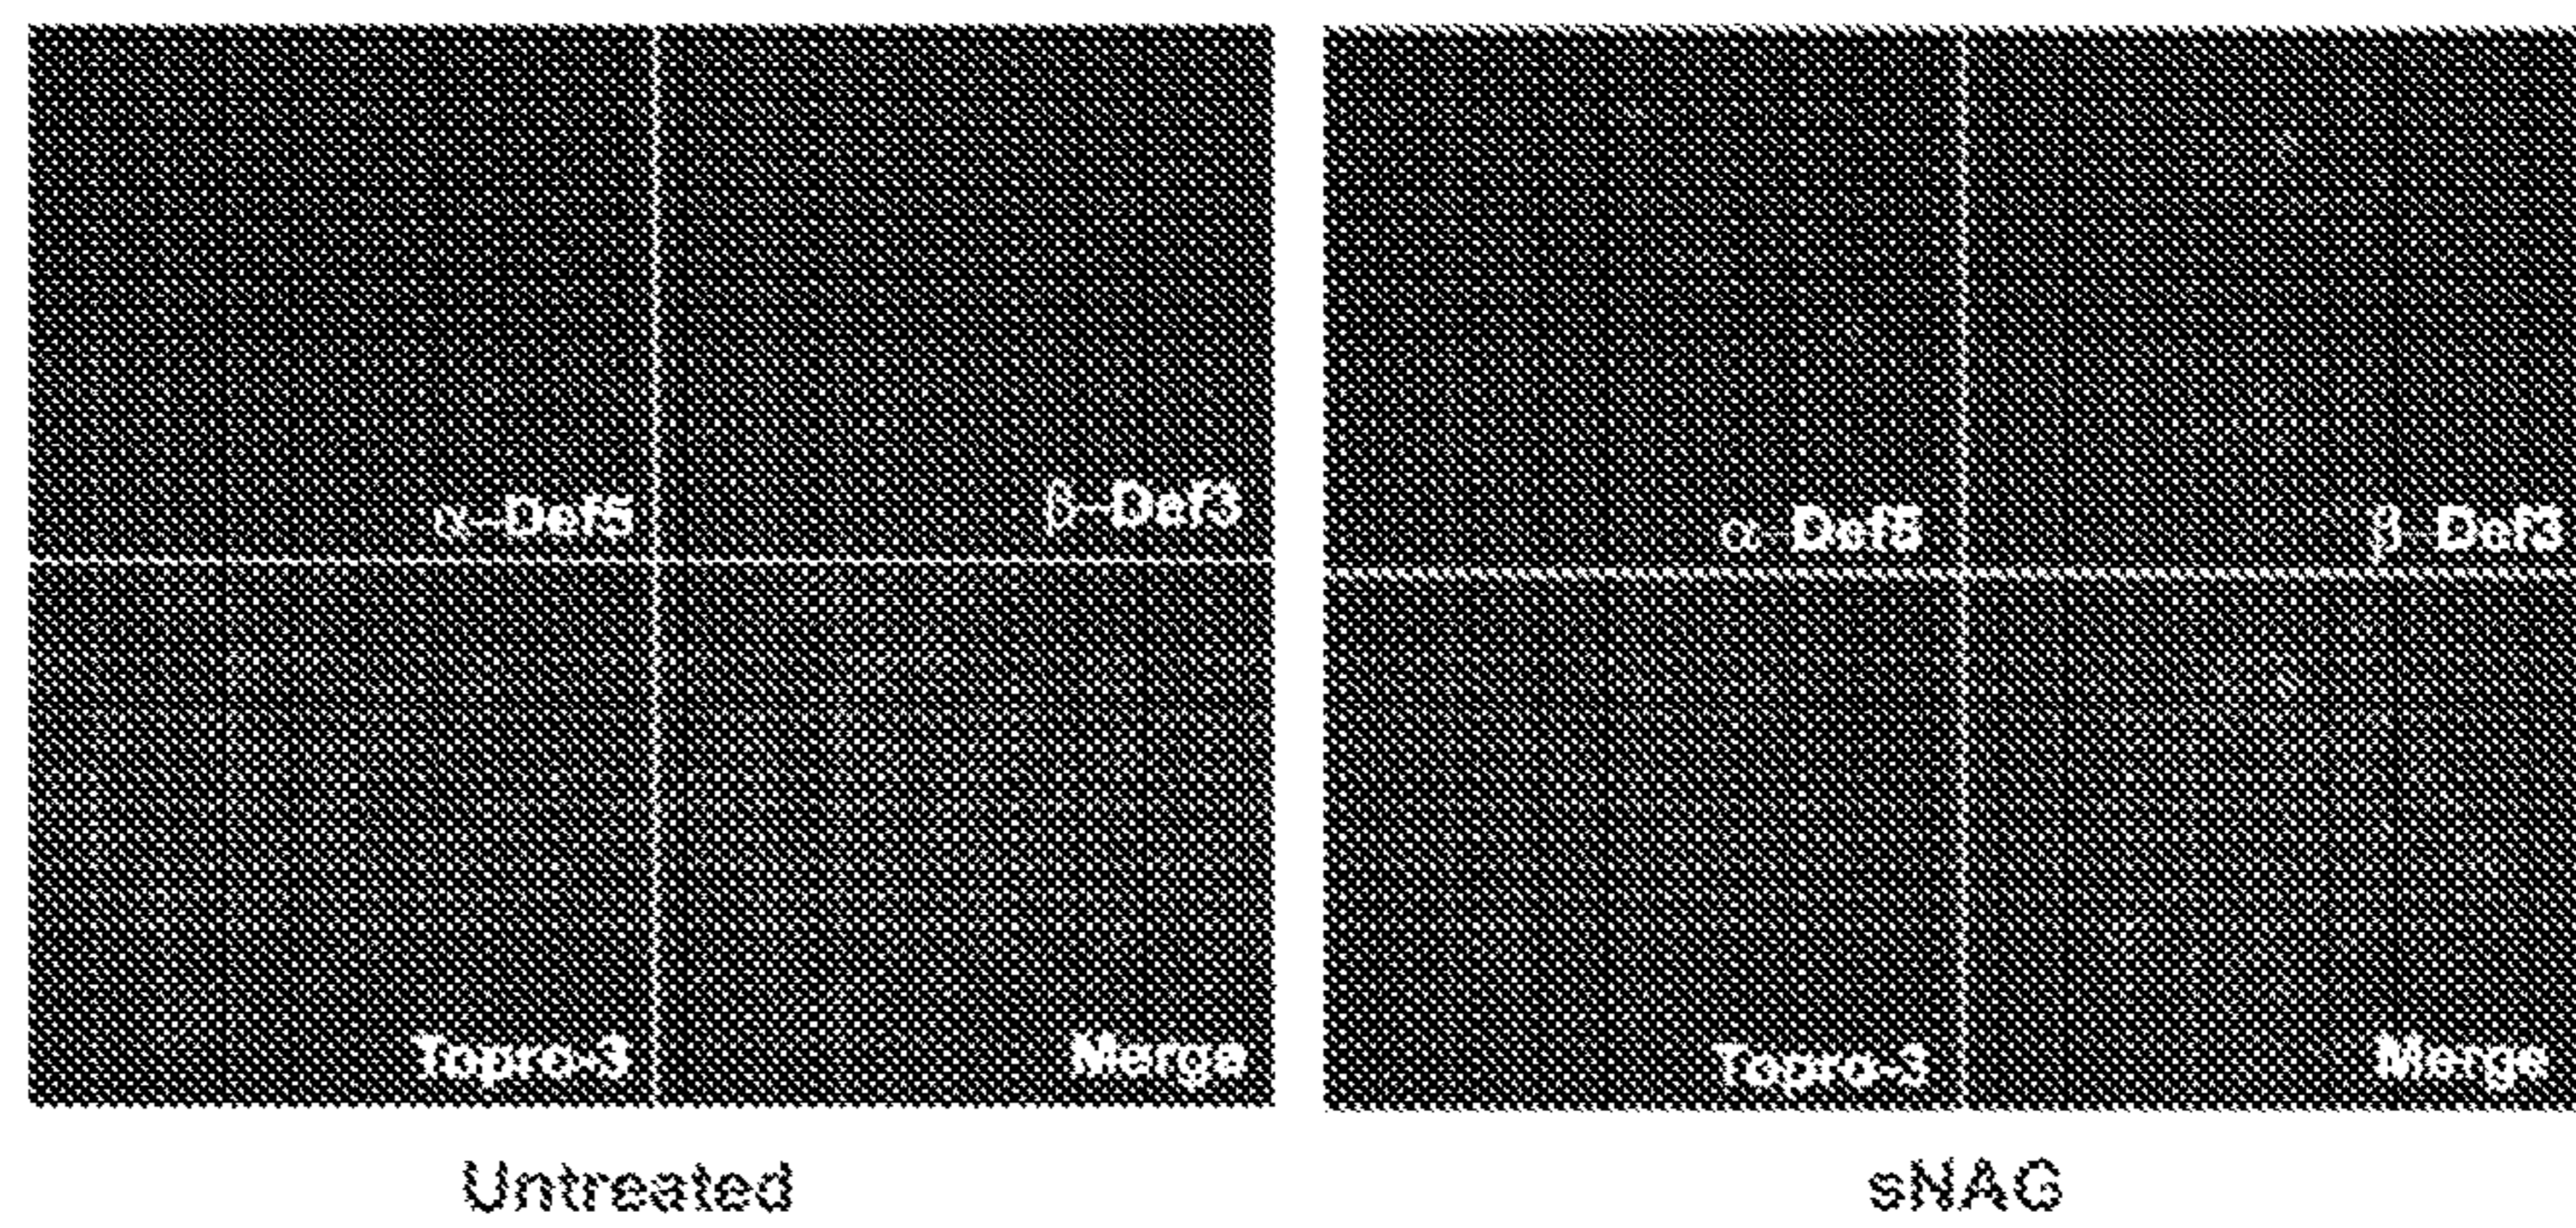 α-Def5 β-Def3 α-Def5 β-Def3
Topro-3 Merge Topro-3 Merge
Untreated sNAG